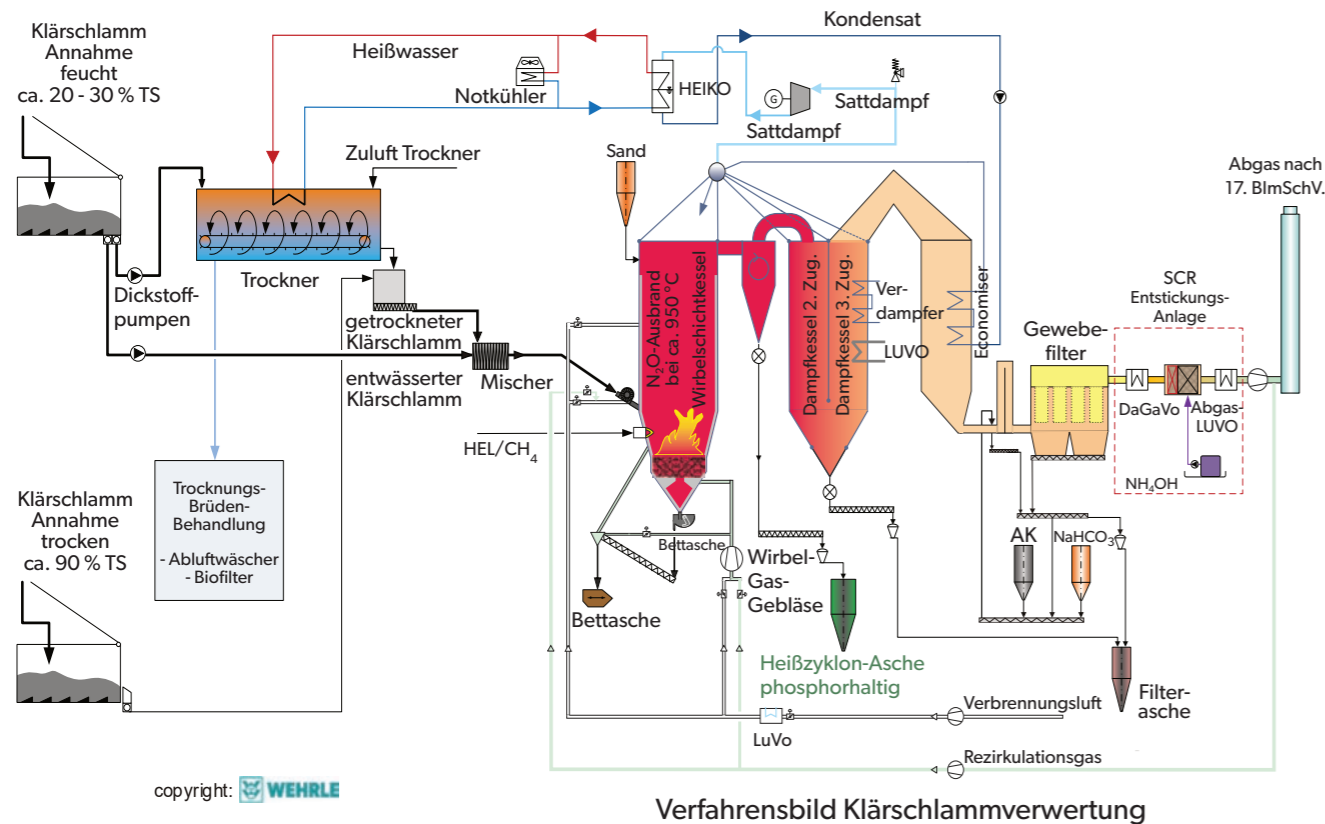 Klärschlamm
Annahme
feucht
ca. 20 - 30 % TS
Heißwasser
Notkühler
HEIKO
Kondensat
G
Sattdampf
Sattdampf
Zuluft Trockner
Sand
Abgas nach
17. BImSchV.
Trockner
Dickstoff-
pumpen
getrockneter
Klärschlamm
entwässerter
Klärschlamm
Mischer
HEL/CH4
N2O-Ausbrand
bei ca. 950 °C
Wirbelschichtkessel
Dampfkessel 2. Zug.
Dampfkessel 3. Zug.
Ver-
dampfer
LUVO
Economiser
Gewebe-
filter
SCR
Entstickungs-
Anlage
DaGaVo
Abgas-
LUVO
NH4OH
Trocknungs-
Brüden-
Behandlung
- Abluftwäscher
- Biofilter
Klärschlamm
Annahme
trocken
ca. 90 % TS
Bettasche
Bettasche
Wirbel-
Gas-
Gebläse
AK
NaHCO3
Heißzyklon-Asche
phosphorhaltig
Filter-
asche
Verbrennungsluft
LuVo
Rezirkulationsgas
copyright: WEHRLE
Verfahrensbild Klärschlammverwertung